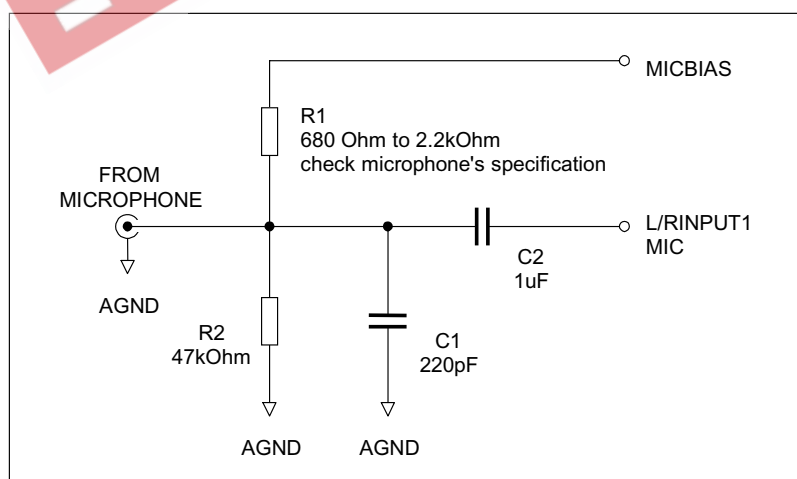 MICBIAS
R1
680 Ohm to 2.2kOhm
check microphone's specification
FROM
MICROPHONE
L/RINPUT1
MIC
C2
1uF
AGND
R2
47kOhm
C1
220pF
AGND
AGND